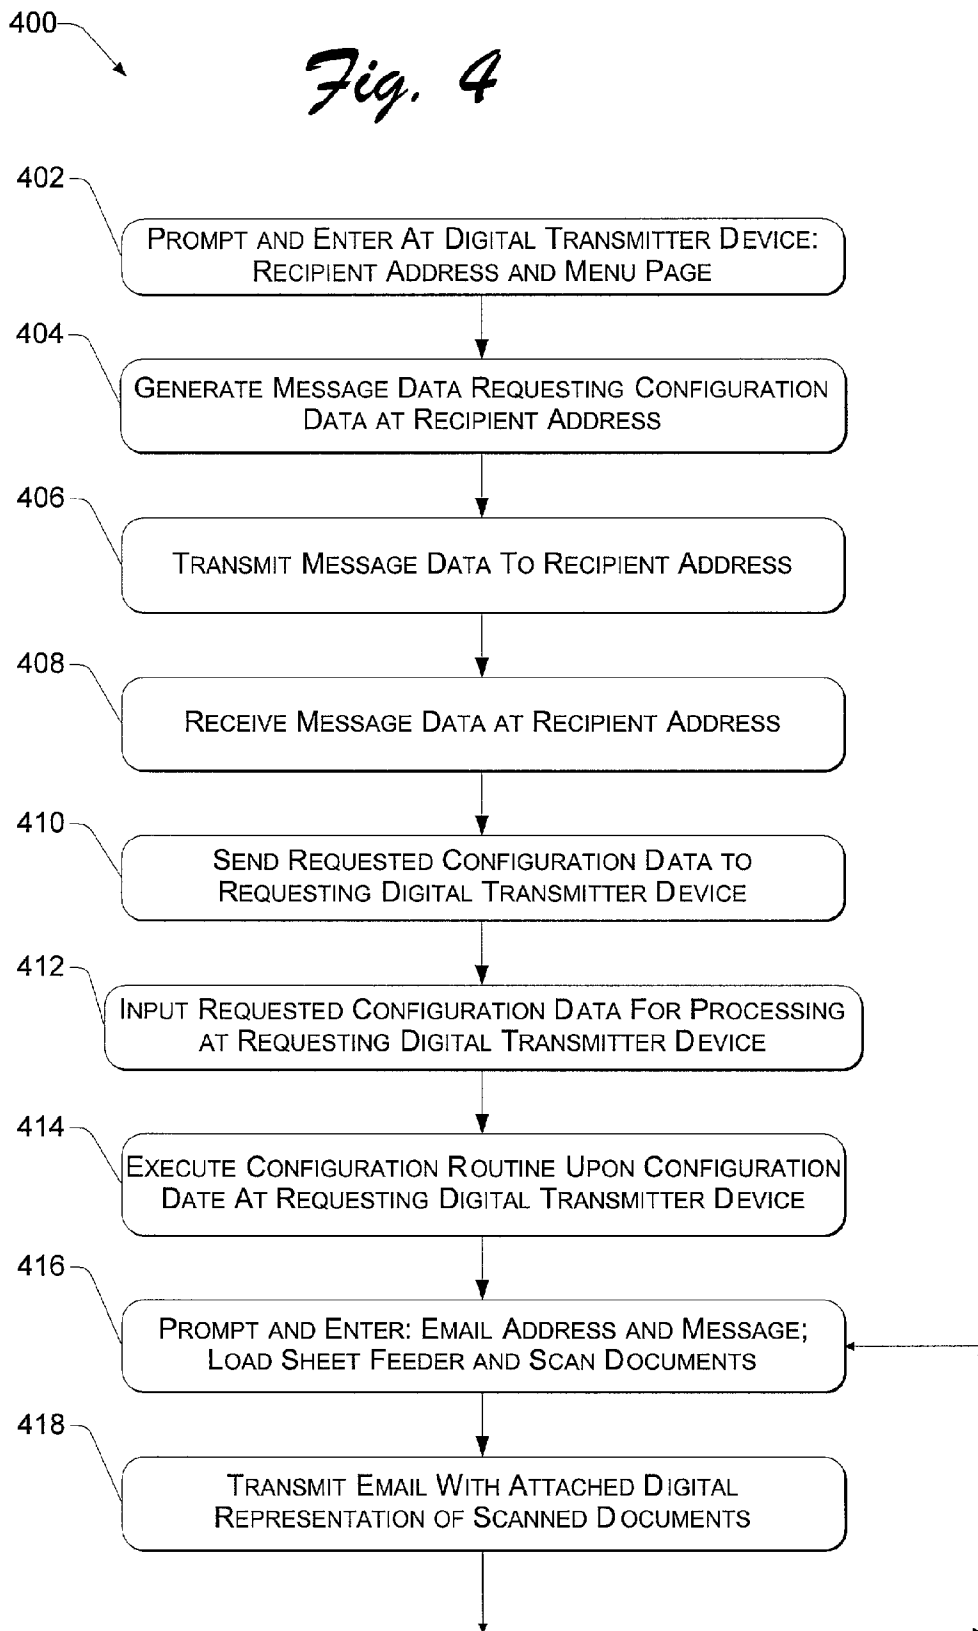 400
Fig. 4
402
PROMPT AND ENTER AT DIGITAL TRANSMITTER DEVICE:
RECIPIENT ADDRESS AND MENU PAGE
404
GENERATE MESSAGE DATA REQUESTING CONFIGURATION
DATA AT RECIPIENT ADDRESS
406
TRANSMIT MESSAGE DATA TO RECIPIENT ADDRESS
408
RECEIVE MESSAGE DATA AT RECIPIENT ADDRESS
410
SEND REQUESTED CONFIGURATION DATA TO
REQUESTING DIGITAL TRANSMITTER DEVICE
412
INPUT REQUESTED CONFIGURATION DATA FOR PROCESSING
AT REQUESTING DIGITAL TRANSMITTER DEVICE
414
EXECUTE CONFIGURATION ROUTINE UPON CONFIGURATION
DATE AT REQUESTING DIGITAL TRANSMITTER DEVICE
416
PROMPT AND ENTER: EMAIL ADDRESS AND MESSAGE;
LOAD SHEET FEEDER AND SCAN DOCUMENTS
418
TRANSMIT EMAIL WITH ATTACHED DIGITAL
REPRESENTATION OF SCANNED DOCUMENTS